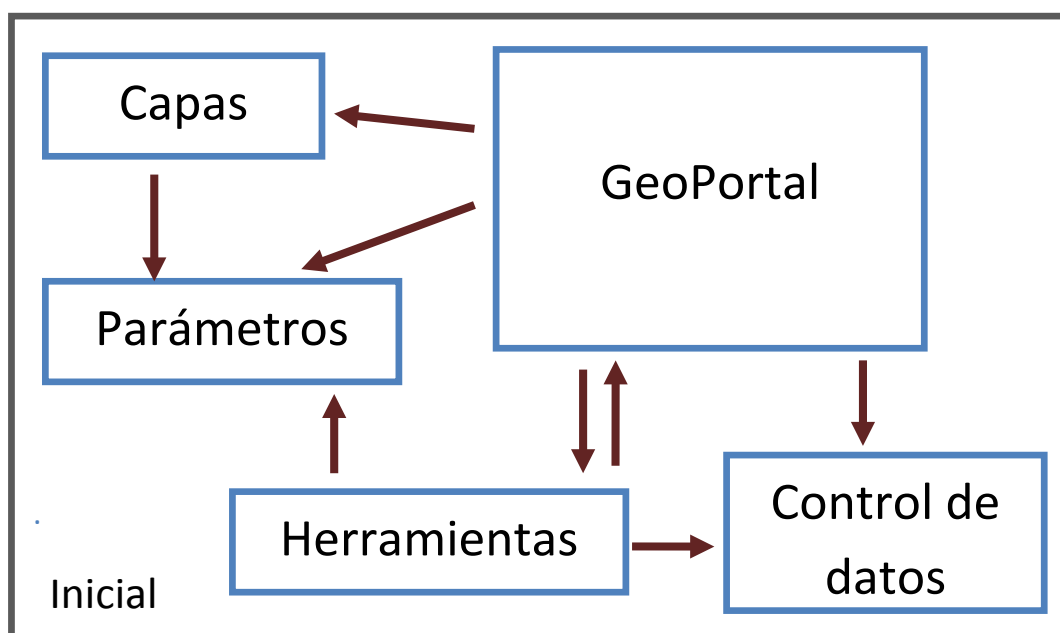 Capas
GeoPortal
Parámetros
Herramientas
Control de
datos
Inicial